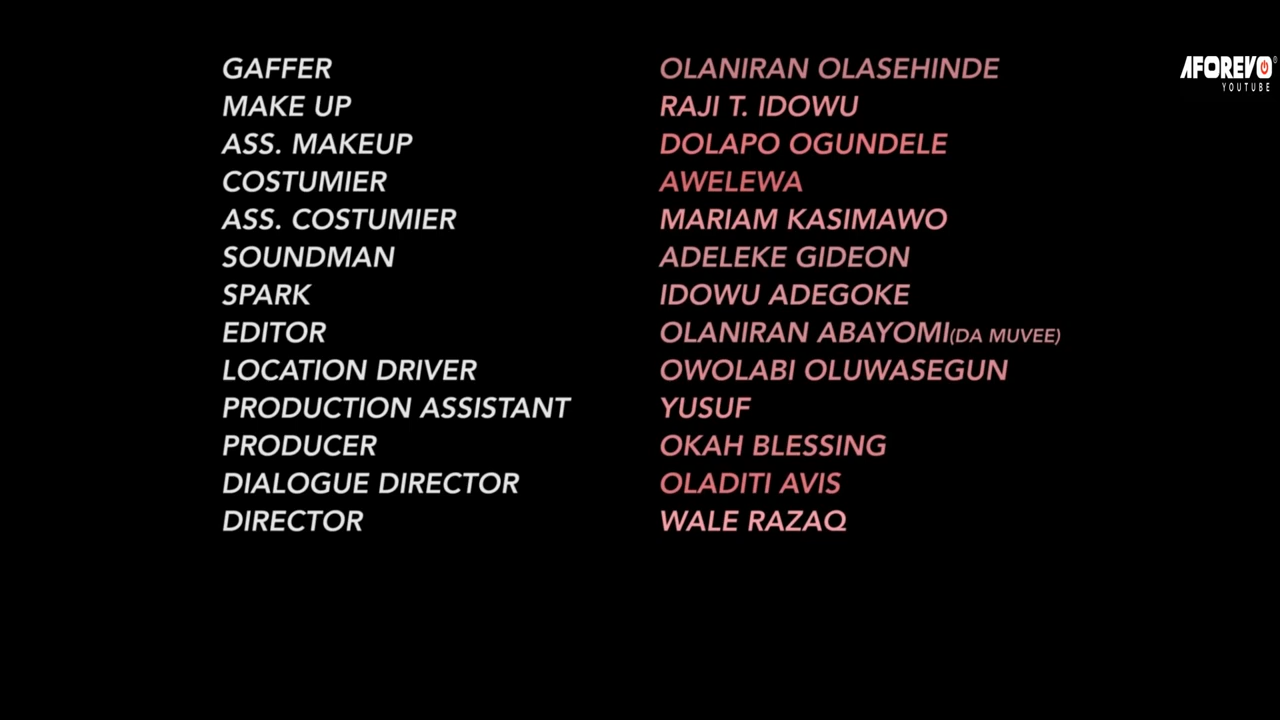 GAFFER OLANIRAN OLASEHINDE
MAKE UP RAJI T. IDOWU
ASS. MAKEUP DOLAPO OGUNDELE
COSTUMIER AWELEWA
ASS. COSTUMIER MARIAM KASIMAWO
SOUNDMAN ADELEKE GIDEON
SPARK IDOWU ADEGOKE
EDITOR OLANIRAN ABAYOMI(DA MUVEE)
LOCATION DRIVER OWOLABI OLUWASEGUN
PRODUCTION ASSISTANT YUSUF
PRODUCER OKAH BLESSING
DIALOGUE DIRECTOR OLADITI AVIS
DIRECTOR WALE RAZAQ
AFOREVO
YOUTUBE